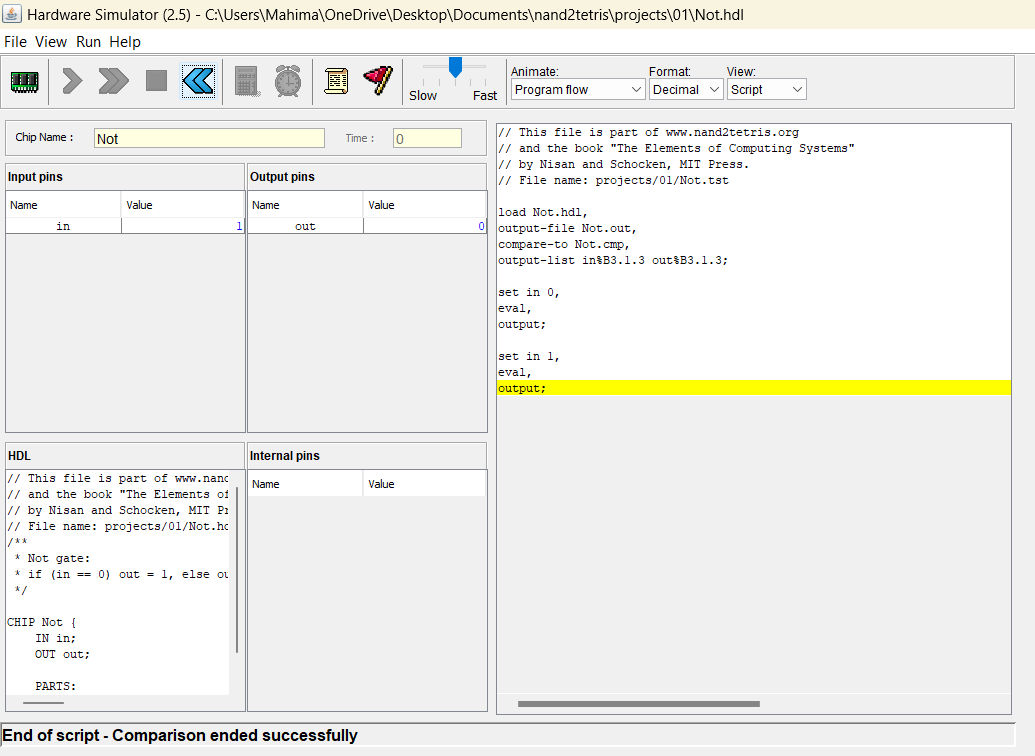 Hardware Simulator (2.5) - C:\Users\Mahima\OneDrive\Desktop\Documents\nand2tetris\projects\01\Not.hdl
File View Run Help
Slow Fast
Animate: Format: View:
Program flow Decimal Script
Chip Name : Not Time : 0
Input pins
Name Value
in 1
Output pins
Name Value
out 0
HDL
// This file is part of www.nand
// and the book "The Elements of
// by Nisan and Schocken, MIT Pr
// File name: projects/01/Not.hd
/**
* Not gate:
* if (in == 0) out = 1, else ou
*/
CHIP Not {
IN in;
OUT out;
PARTS:
Internal pins
Name Value
// This file is part of www.nand2tetris.org
// and the book "The Elements of Computing Systems"
// by Nisan and Schocken, MIT Press.
// File name: projects/01/Not.tst
load Not.hdl,
output-file Not.out,
compare-to Not.cmp,
output-list in%B3.1.3 out%B3.1.3;
set in 0,
eval,
output;
set in 1,
eval,
output;
End of script - Comparison ended successfully